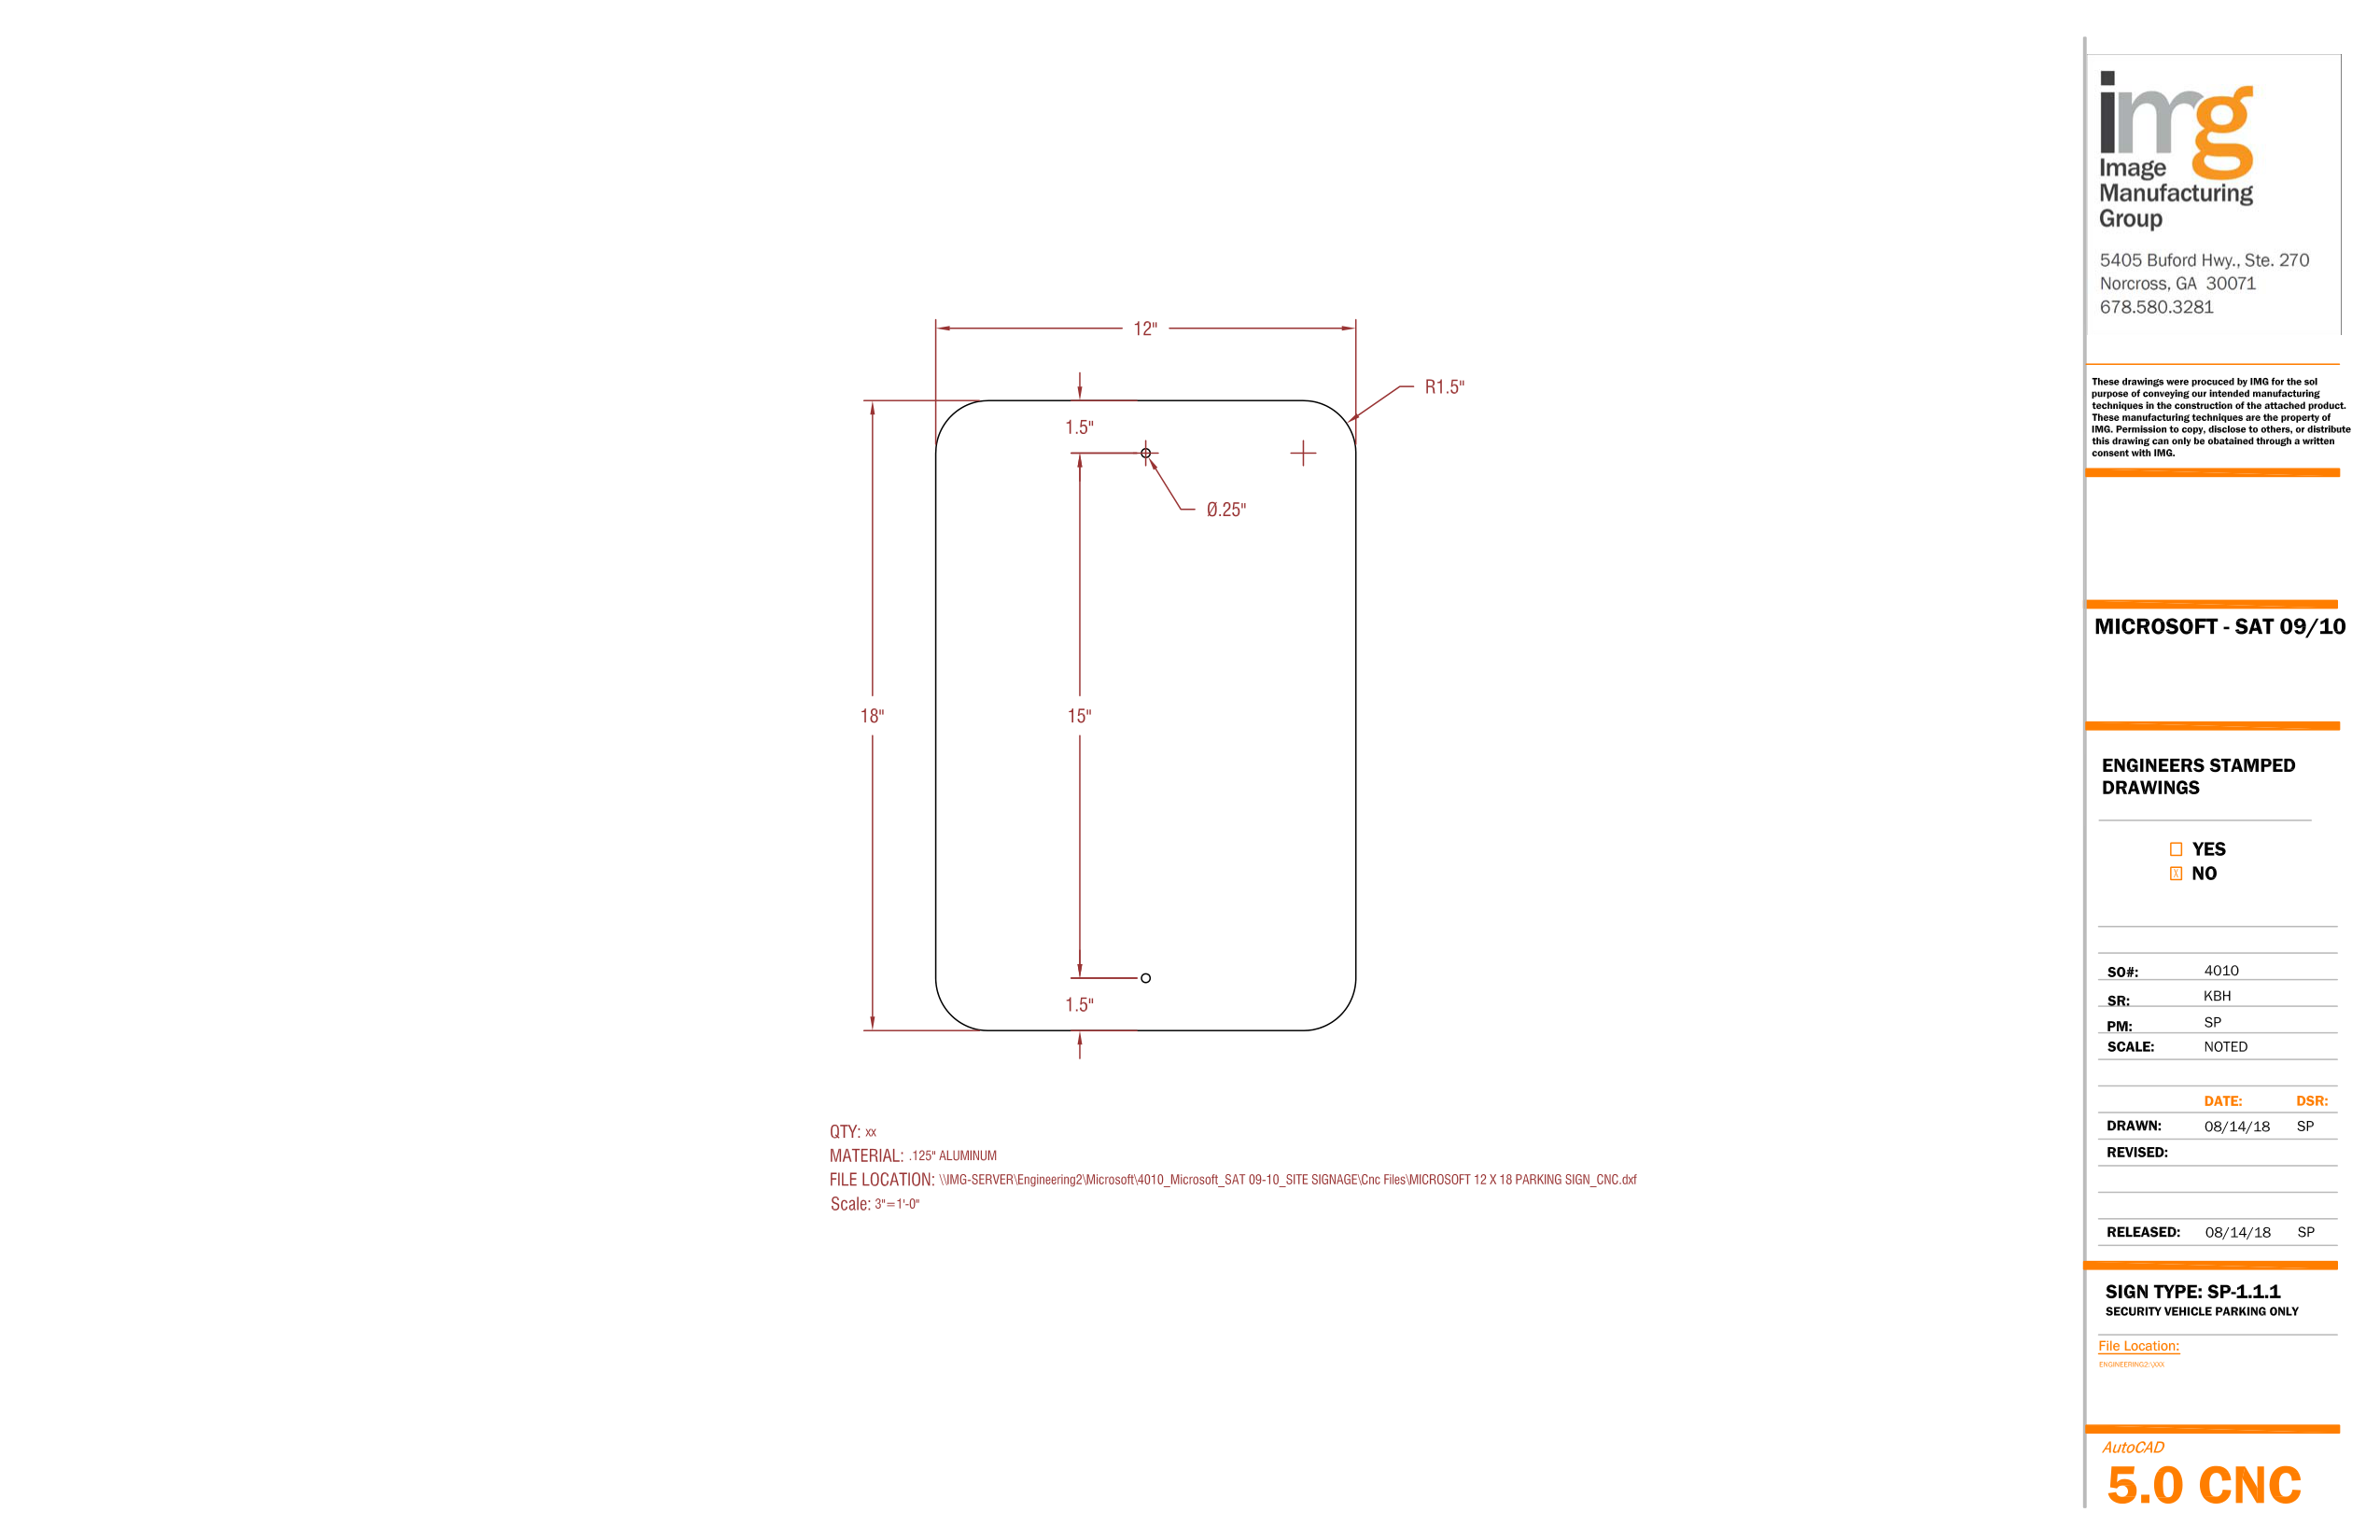 12"
R1.5"
1.5"
Ø.25"
18"
15"
1.5"
QTY: xx
MATERIAL: .125" ALUMINUM
FILE LOCATION: \\IMG-SERVER\Engineering2\Microsoft\4010_Microsoft_SAT 09-10_SITE SIGNAGE\Cnc Files\MICROSOFT 12 X 18 PARKING SIGN_CNC.dxf
Scale: 3"=1'-0"
img
Image
Manufacturing
Group
5405 Buford Hwy., Ste. 270
Norcross, GA 30071
678.580.3281
These drawings were procuced by IMG for the sol
purpose of conveying our intended manufacturing
techniques in the construction of the attached product.
These manufacturing techniques are the property of
IMG. Permission to copy, disclose to others, or distribute
this drawing can only be obatained through a written
consent with IMG.
MICROSOFT - SAT 09/10
ENGINEERS STAMPED
DRAWINGS
YES
X NO
SO#: 4010
SR: KBH
PM: SP
SCALE: NOTED
DATE: DSR:
DRAWN: 08/14/18 SP
REVISED:
RELEASED: 08/14/18 SP
SIGN TYPE: SP-1.1.1
SECURITY VEHICLE PARKING ONLY
File Location:
ENGINEERING2:\XXX
AutoCAD
5.0 CNC